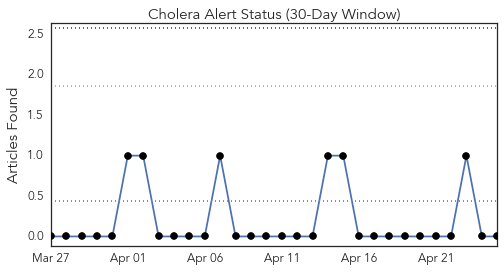 Cholera Alert Status (30-Day Window)
Articles Found
2.5
2.0
1.5
1.0
0.5
0.0
Mar 27 Apr 01 Apr 06 Apr 11 Apr 16 Apr 21